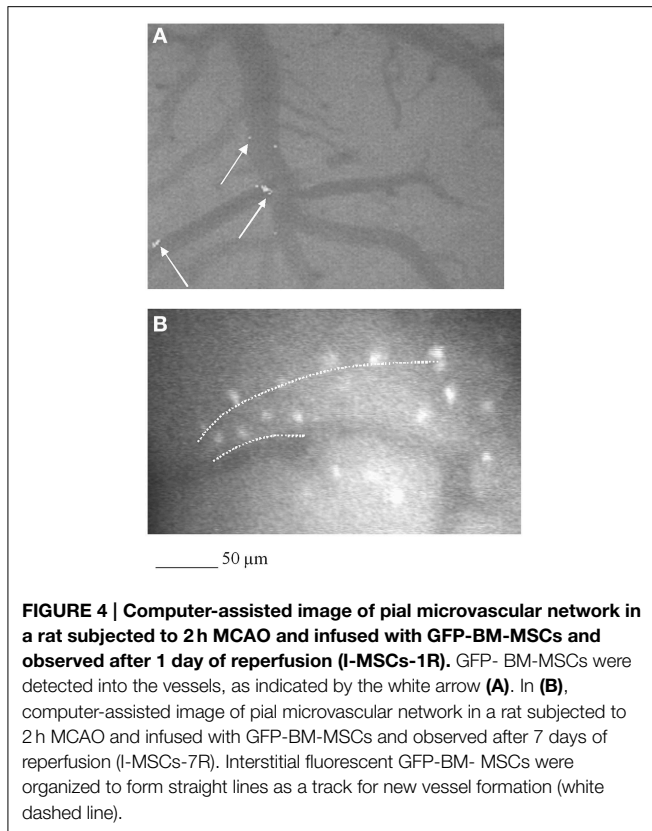 A
B
50 μm
FIGURE 4 | Computer-assisted image of pial microvascular network in
a rat subjected to 2 h MCAO and infused with GFP-BM-MSCs and
observed after 1 day of reperfusion (I-MSCs-1R). GFP- BM-MSCs were
detected into the vessels, as indicated by the white arrow (A). In (B),
computer-assisted image of pial microvascular network in a rat subjected to
2 h MCAO and infused with GFP-BM-MSCs and observed after 7 days of
reperfusion (I-MSCs-7R). Interstitial fluorescent GFP-BM- MSCs were
organized to form straight lines as a track for new vessel formation (white
dashed line).